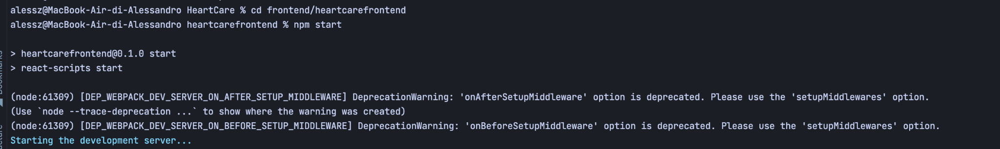 alessz@MacBook-Air-di-Alessandro HeartCare % cd frontend/heartcarefrontend
alessz@MacBook-Air-di-Alessandro heartcarefrontend % npm start
> heartcarefrontend@0.1.0 start
> react-scripts start
(node:61309) [DEP_WEBPACK_DEV_SERVER_ON_AFTER_SETUP_MIDDLEWARE] DeprecationWarning: 'onAfterSetupMiddleware' option is deprecated. Please use the 'setupMiddlewares' option.
(Use `node --trace-deprecation ...` to show where the warning was created)
(node:61309) [DEP_WEBPACK_DEV_SERVER_ON_BEFORE_SETUP_MIDDLEWARE] DeprecationWarning: 'onBeforeSetupMiddleware' option is deprecated. Please use the 'setupMiddlewares' option.
Starting the development server...